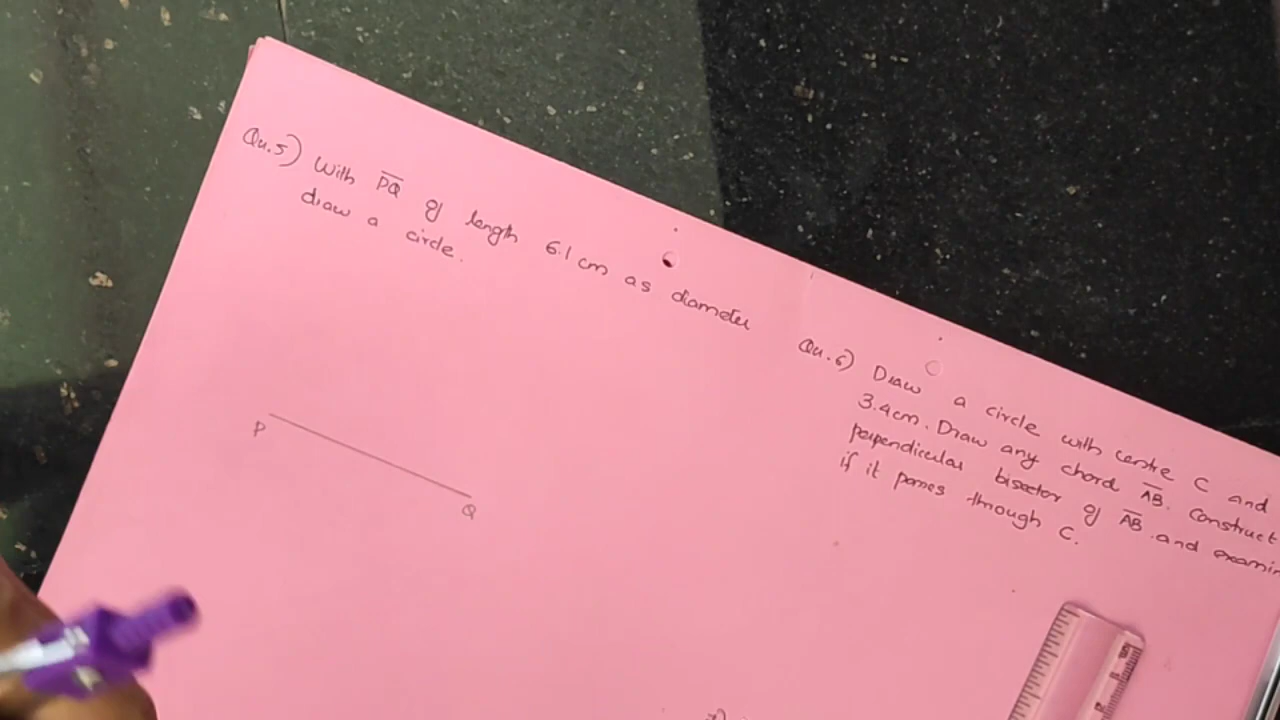 Qu.5) With PQ of length 6.1 cm as diameter
draw a circle.
P
Q
Qu.6) Draw a circle with centre C and
3.4cm. Draw any chord AB. Construct
perpendicular bisector of AB and examin
if it passes through C.